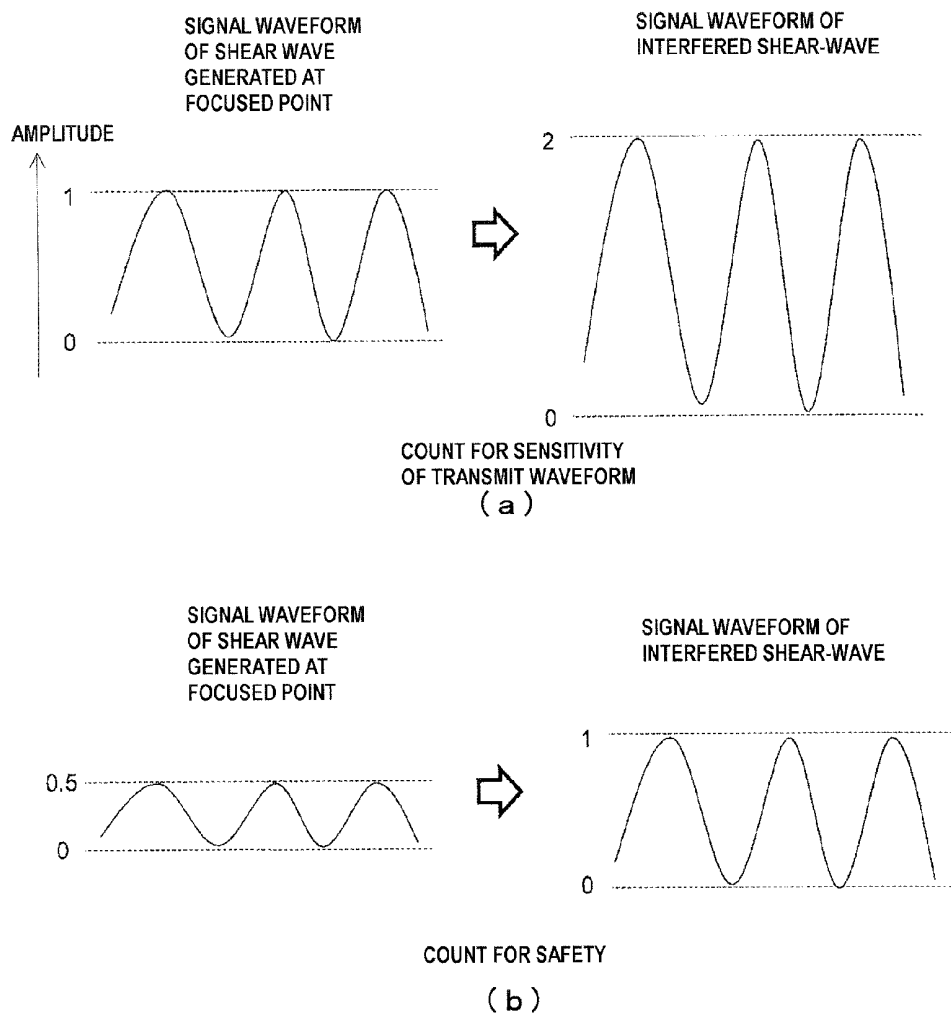 SIGNAL WAVEFORM
OF SHEAR WAVE
GENERATED AT
FOCUSED POINT
SIGNAL WAVEFORM OF
INTERFERED SHEAR-WAVE
AMPLITUDE
1
0
2
0
COUNT FOR SENSITIVITY
OF TRANSMIT WAVEFORM
(a)
SIGNAL WAVEFORM
OF SHEAR WAVE
GENERATED AT
FOCUSED POINT
SIGNAL WAVEFORM OF
INTERFERED SHEAR-WAVE
0.5
0
1
0
COUNT FOR SAFETY
(b)